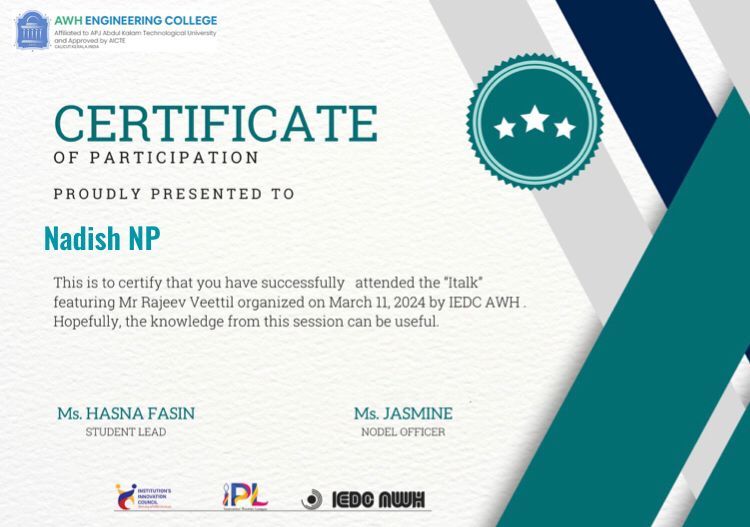 AWH ENGINEERING COLLEGE
Affiliated to APJ Abdul Kalam Technological University
and Approved by AICTE
CALICUT KERALA INDIA
CERTIFICATE
OF PARTICIPATION
PROUDLY PRESENTED TO
Nadish NP
This is to certify that you have successfully attended the “Italk”
featuring Mr Rajeev Veettil organized on March 11, 2024 by IEDC AWH .
Hopefully, the knowledge from this session can be useful.
Ms. HASNA FASIN
STUDENT LEAD
Ms. JASMINE
NODEL OFFICER
INSTITUTION'S
INNOVATION
COUNCIL
IPL
IEDC AWH